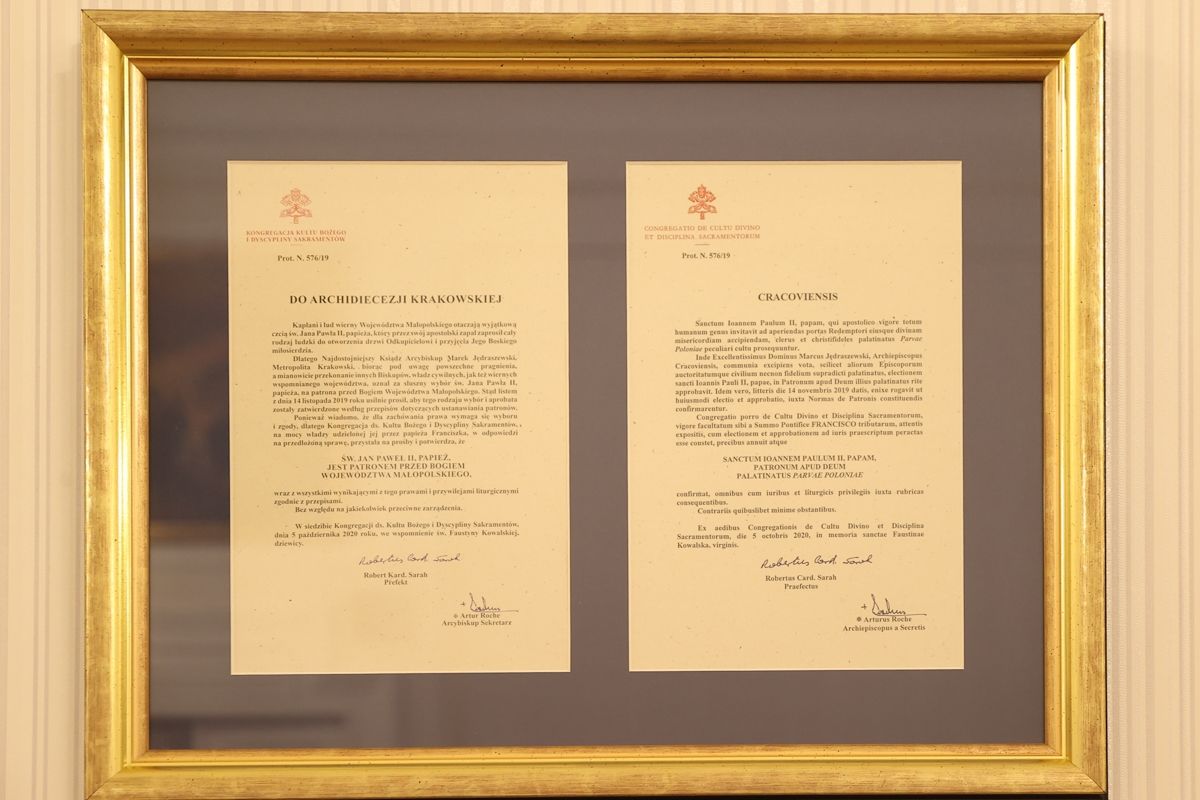 KONGREGACJA KULTU BOŻEGO
I DYSCYPLINY SAKRAMENTÓW
Prot. N. 576/19
DO ARCHIDIECEZJI KRAKOWSKIEJ
Kapłani i lud wierny Województwa Małopolskiego otaczają wyjątkową
czcią św. Jana Pawła II, papieża, który przez swój apostolski zapał zaprosił cały
rodzaj ludzki do otworzenia drzwi Odkupicielowi i przyjęcia Jego Boskiego
miłosierdzia.
Dlatego Najdostojniejszy Ksiądz Arcybiskup Marek Jędraszewski,
Metropolita Krakowski, biorąc pod uwagę powszechne pragnienia,
a mianowicie przekonanie innych Biskupów, władz cywilnych, jak też wiernych
wspomnianego województwa, uznał za słuszny wybór św. Jana Pawła II,
papieża, na patrona przed Bogiem Województwa Małopolskiego. Stąd listem
z dnia 14 listopada 2019 roku usilnie prosił, aby tego rodzaju wybór i aprobata
zostały zatwierdzone według przepisów dotyczących ustanawiania patronów.
Ponieważ wiadomo, że dla zachowania prawa wymaga się wyboru
i zgody, dlatego Kongregacja ds. Kultu Bożego i Dyscypliny Sakramentów,
na mocy władzy udzielonej jej przez papieża Franciszka, w odpowiedzi
na przedłożoną sprawę, przystała na prośby i potwierdza, że
ŚW. JAN PAWEŁ II, PAPIEŻ,
JEST PATRONEM PRZED BOGIEM
WOJEWÓDZTWA MAŁOPOLSKIEGO,
wraz z wszystkimi wynikającymi z tego prawami i przywilejami liturgicznymi
zgodnie z przepisami.
Bez względu na jakiekolwiek przeciwne zarządzenia.
W siedzibie Kongregacji ds. Kultu Bożego i Dyscypliny Sakramentów,
dnia 5 października 2020 roku, we wspomnienie św. Faustyny Kowalskiej,
dziewicy.
Robertus Card. Sarah
Robert Kard. Sarah
Prefekt
+ Artur Roche
Arcybiskup Sekretarz
CONGREGATIO DE CULTU DIVINO
ET DISCIPLINA SACRAMENTORUM
Prot. N. 576/19
CRACOVIENSIS
Sanctum Ioannem Paulum II, papam, qui apostolico vigore totum
humanum genus invitavit ad aperiendas portas Redemptori eiusque divinam
misericordiam arcipiendam, clerus et christifideles palatinatus Parvae
Poloniae peculiari cultu prosequuntur.
Inde Excellentissimus Dominus Marcus Jędraszewski, Archiepiscopus
Cracoviensis, communia excipiens vota, scilicet aliorum Episcoporum
auctoritatumque civilium necnon fidelium supradicti palatinatus, electionem
sancti Ioannis Pauli II, papae, in Patronum apud Deum illius palatinatus rite
approbavit. Idem vero, litteris die 14 novembris 2019 datis, enixe rogavit ut
huiusmodi electio et approbatio, iuxta Normas de Patronis constituendis
confirmarentur.
Congregatio porro de Cultu Divino et Disciplina Sacramentorum,
vigore facultatum sibi a Summo Pontifice FRANCISCO tributarum, attentis
expositis, cum electionem et approbationem ad iuris praescriptum peractas
esse constet, precibus annuit atque
SANCTUM IOANNEM PAULUM II, PAPAM,
PATRONUM APUD DEUM
PALATINATUS PARVAE POLONIAE
confirmat, omnibus cum iuribus et liturgicis privilegiis iuxta rubricas
consequentibus.
Contrariis quibuslibet minime obstantibus.
Ex aedibus Congregationis de Cultu Divino et Disciplina
Sacramentorum, die 5 octobris 2020, in memoria sanctae Faustinae
Kowalska, virginis.
Robertus Card. Sarah
Robertus Card. Sarah
Praefectus
+ Arturus Roche
Archiepiscopus a Secretis